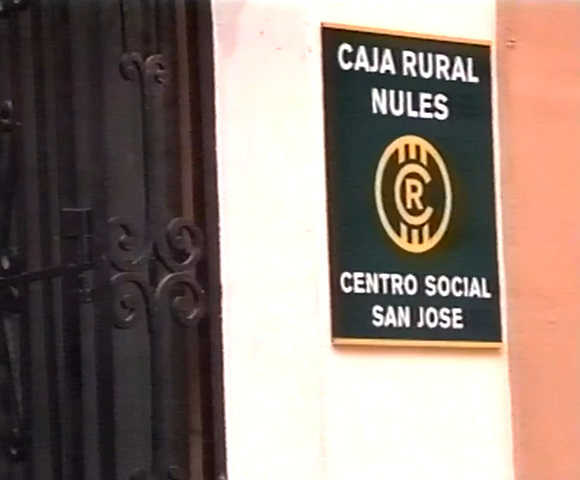 CAJA RURAL
NULES
CR
CENTRO SOCIAL
SAN JOSE